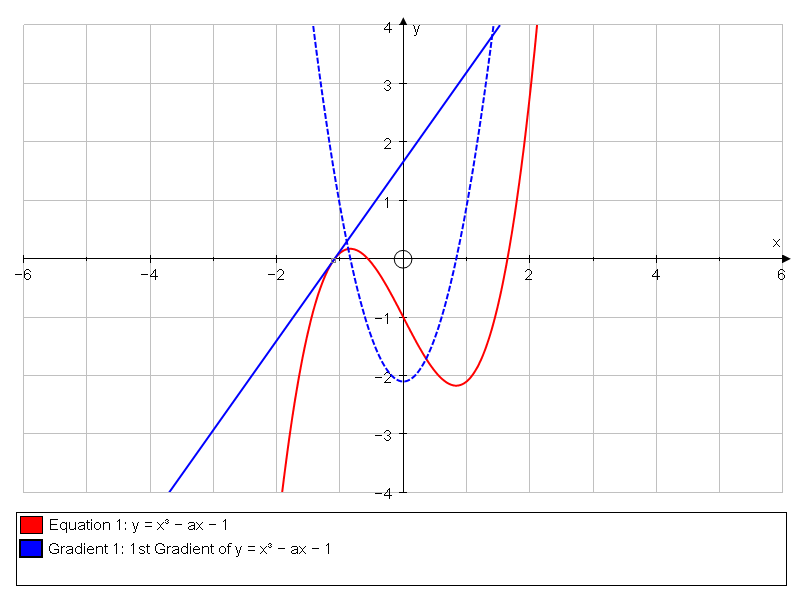 4 y
3
2
1
x
−6 −4 −2 2 4 6
−1
−2
−3
−4
Equation 1: y = x³ − ax − 1
Gradient 1: 1st Gradient of y = x³ − ax − 1